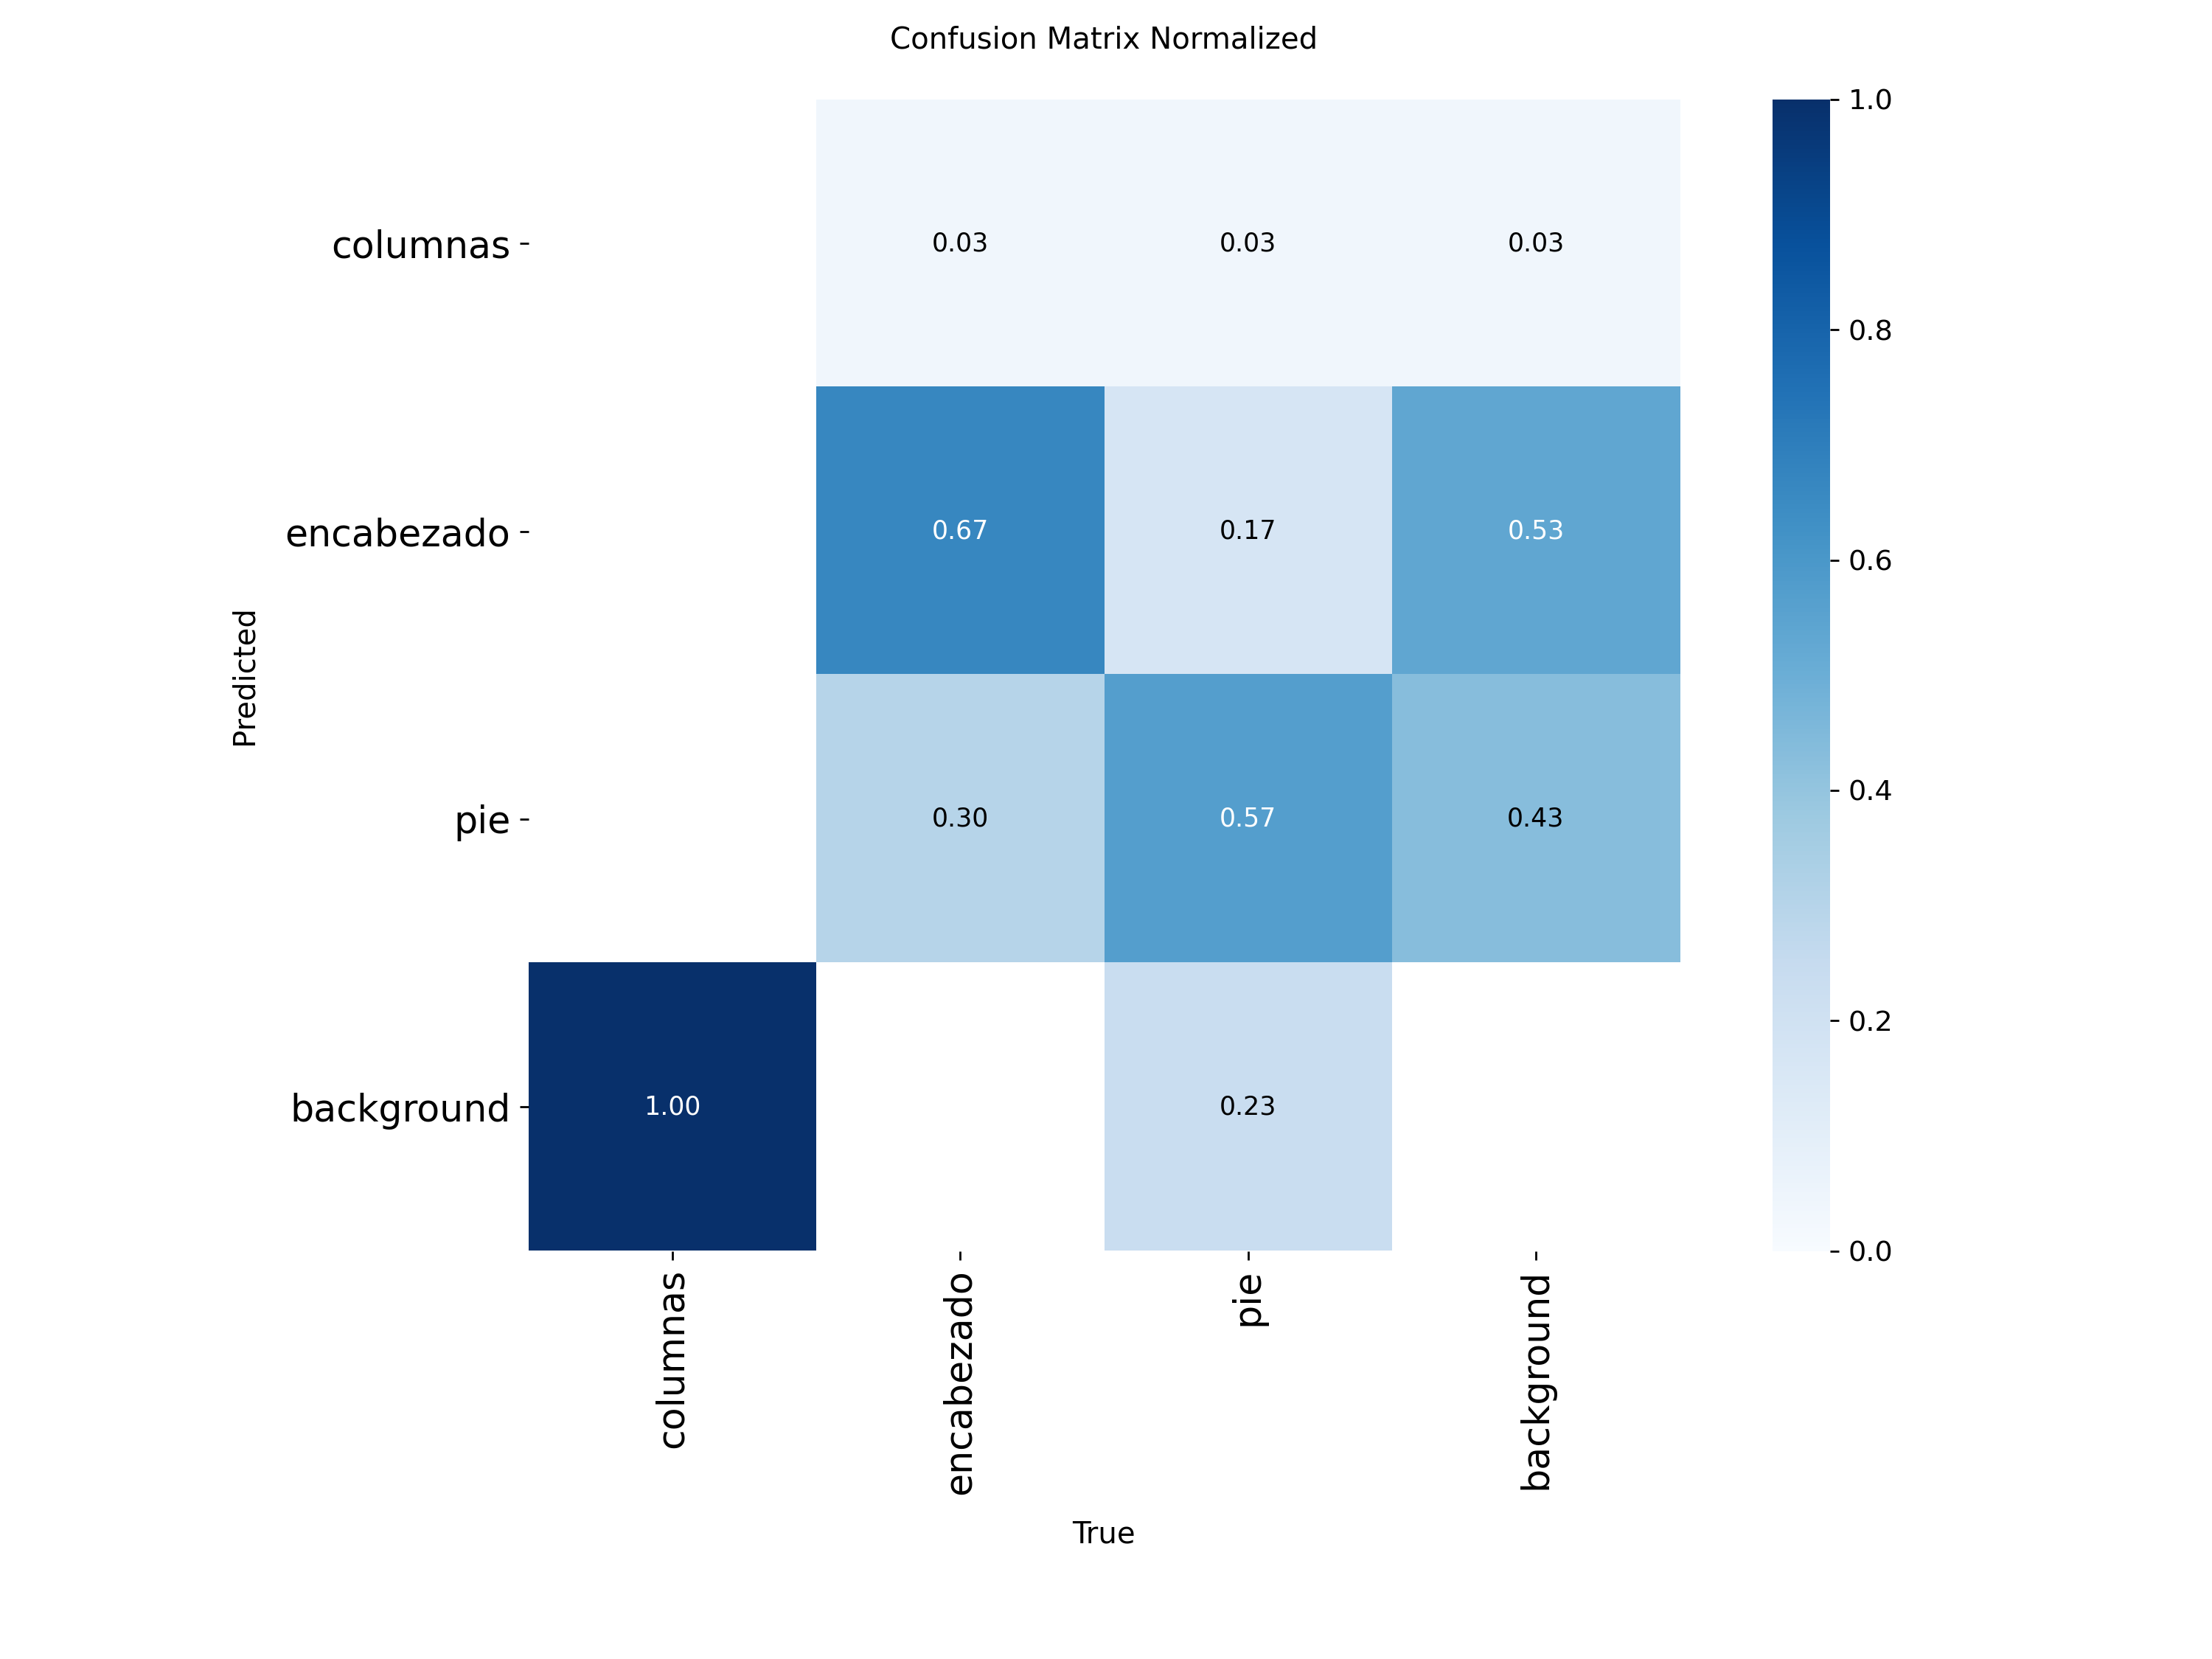 Confusion Matrix Normalized
1.0
columnas
0.03 0.03 0.03
0.8
encabezado
0.67 0.17 0.53
0.6
Predicted
0.4
pie
0.30 0.57 0.43
0.2
background
1.00 0.23
0.0
columnas
encabezado
pie
background
True